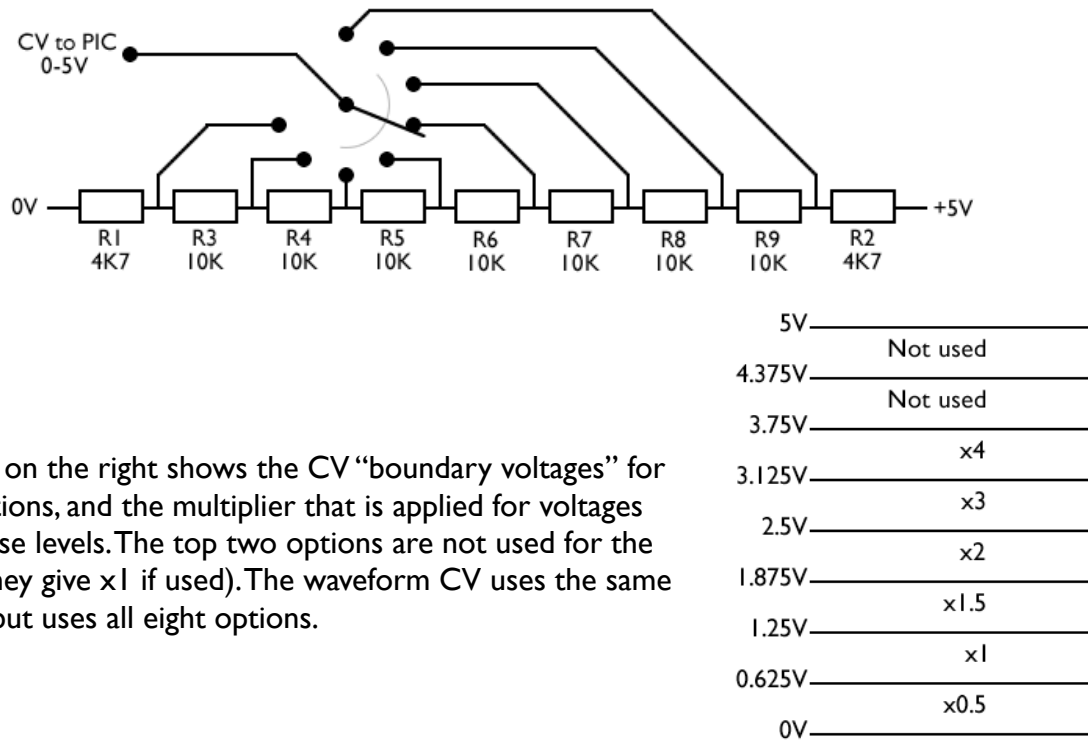 CV to PIC
0-5V
0V
+5V
R1 R3 R4 R5 R6 R7 R8 R9 R2
4K7 10K 10K 10K 10K 10K 10K 10K 4K7
5V
Not used
4.375V
Not used
3.75V
x4
3.125V
x3
2.5V
x2
1.875V
x1.5
1.25V
x1
0.625V
x0.5
0V
on the right shows the CV “boundary voltages” for
tions, and the multiplier that is applied for voltages
se levels. The top two options are not used for the
hey give x1 if used). The waveform CV uses the same
but uses all eight options.